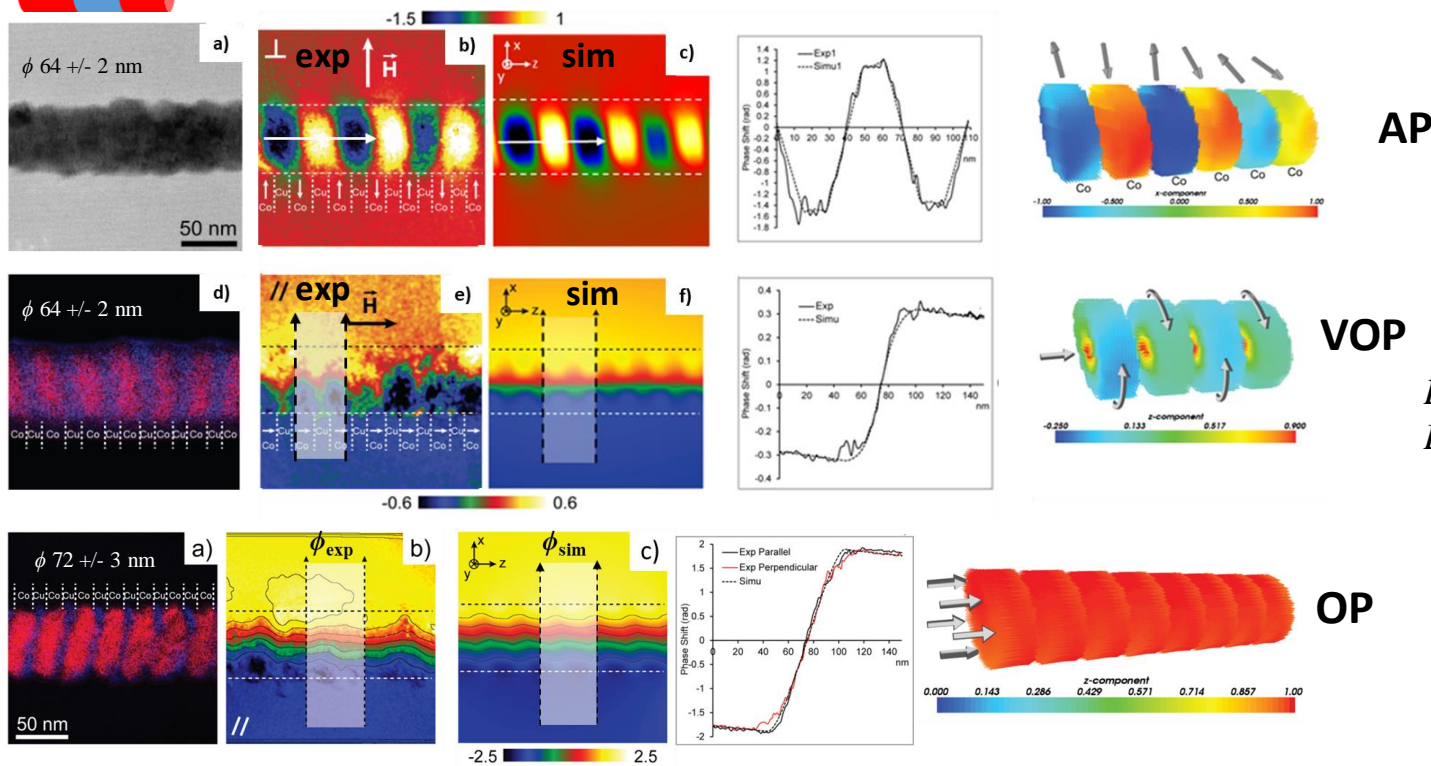 -1.5 1
a)
ϕ 64 +/- 2 nm
50 nm
⊥ exp b)
H
Cu Cu Cu Cu Cu
Co Co Co Co Co Co
sim c)
x
z
y
Phase Shift (rad)
1.4
1.2
1
0.8
0.6
0.4
0.2
0
-0.2
-0.4
-0.6
-0.8
-1
-1.2
-1.4
-1.6
-1.8
10 20 30 40 50 60 70 80 90 100 110
nm
Exp1
Simu1
Co Co Co Co Co Co
x-component
-1.00 -0.500 0.000 0.500 1.00
AP
d)
ϕ 64 +/- 2 nm
Co Cu Co Cu Co Cu Co Cu Co Cu Co
// exp e)
H
Cu Cu Cu Cu Cu
Co Co Co Co Co Co
sim f)
x
z
y
-0.6 0.6
Phase Shift (rad)
0.4
0.3
0.2
0.1
0
-0.1
-0.2
-0.3
-0.4
0 20 40 60 80 100 120 140
nm
Exp
Simu
z-component
-0.250 0.133 0.517 0.900
VOP
a)
ϕ 72 +/- 3 nm
Co Cu Co Cu Co Cu Co Cu Co Cu Co
50 nm
ϕexp b)
//
ϕsim c)
x
z
y
-2.5 2.5
Phase Shift (rad)
2
1.5
1
0.5
0
-0.5
-1
-1.5
-2
0 20 40 60 80 100 120 140
nm
Exp Parallel
Exp Perpendicular
Simu
z-component
0.000 0.143 0.286 0.429 0.571 0.714 0.857 1.00
OP